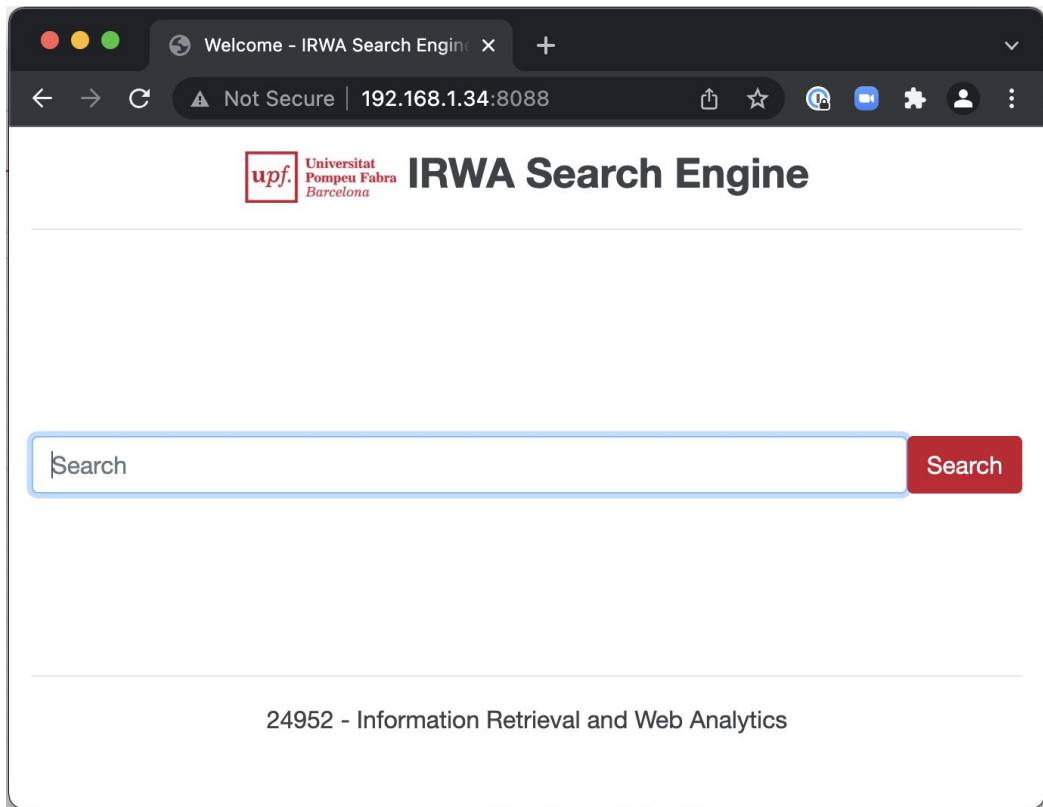 Welcome - IRWA Search Engin
Not Secure | 192.168.1.34:8088
upf. Universitat
Pompeu Fabra
Barcelona
IRWA Search Engine
Search
Search
24952 - Information Retrieval and Web Analytics